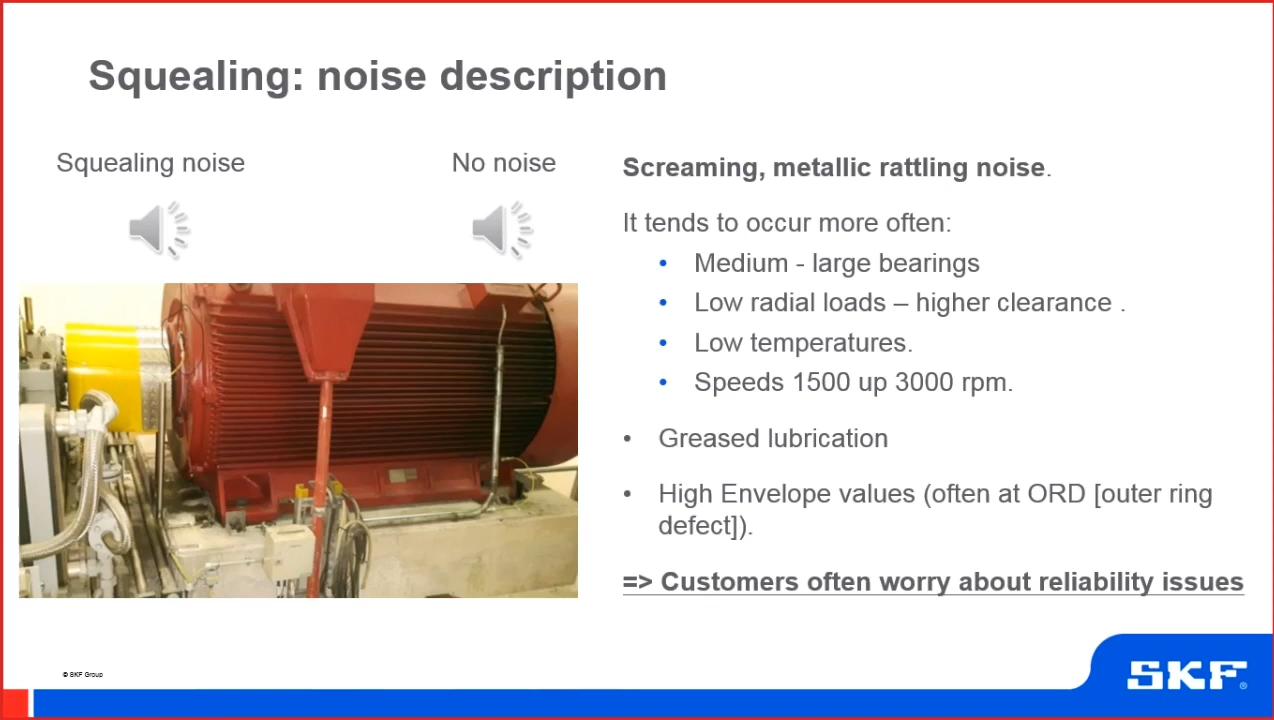 Squealing: noise description
Squealing noise
No noise
Screaming, metallic rattling noise.
It tends to occur more often:
• Medium - large bearings
• Low radial loads – higher clearance .
• Low temperatures.
• Speeds 1500 up 3000 rpm.
• Greased lubrication
• High Envelope values (often at ORD [outer ring
defect]).
=> Customers often worry about reliability issues
© SKF Group
SKF®